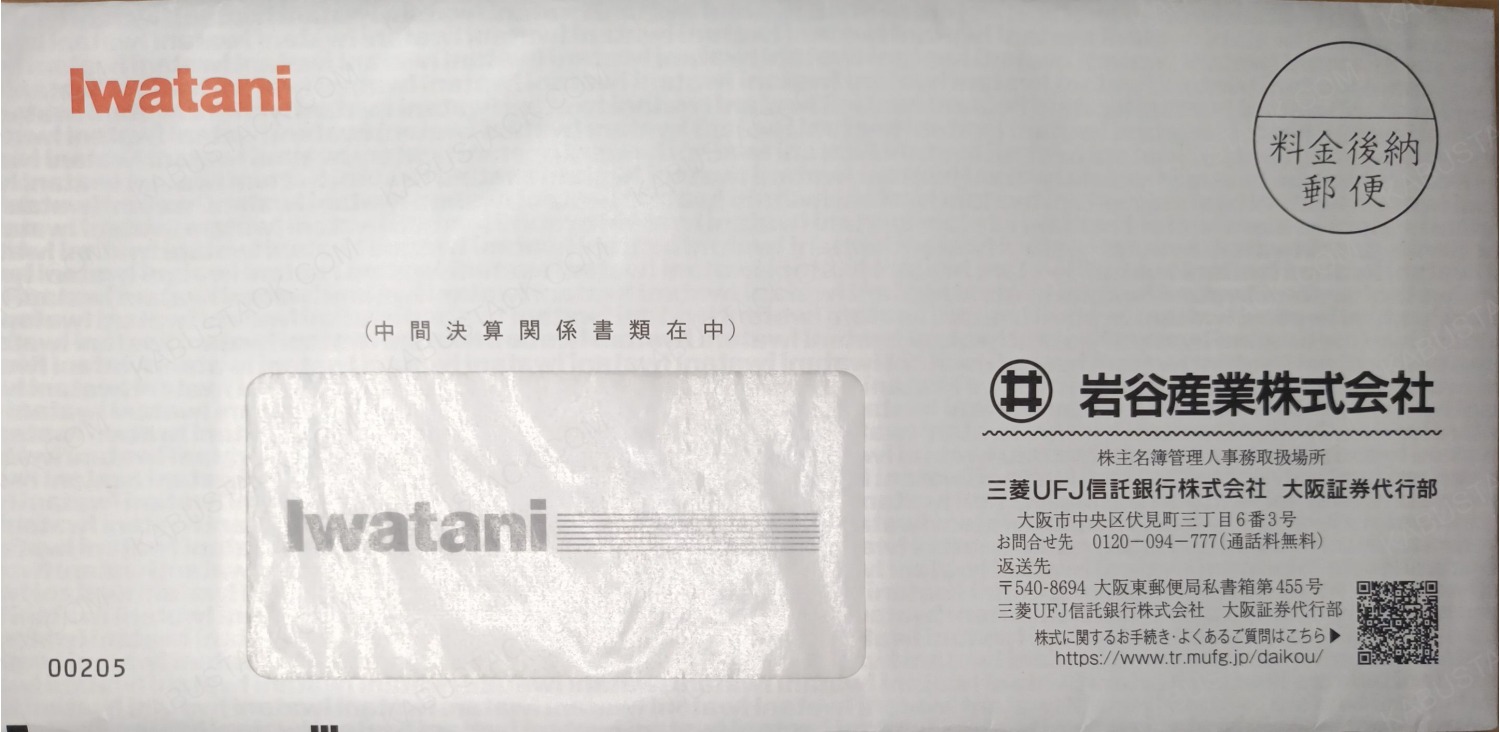 Iwatani
料金後納
郵便
(中間決算関係書類在中)
Iwatani
岩谷産業株式会社
株主名簿管理人事務取扱場所
三菱UFJ信託銀行株式会社 大阪証券代行部
大阪市中央区伏見町三丁目6番3号
お問合せ先 0120-094-777(通話料無料)
返送先
〒540-8694 大阪東郵便局私書箱第455号
三菱UFJ信託銀行株式会社 大阪証券代行部
株式に関するお手続き・よくあるご質問はこちら▶
https://www.tr.mufg.jp/daikou/
00205